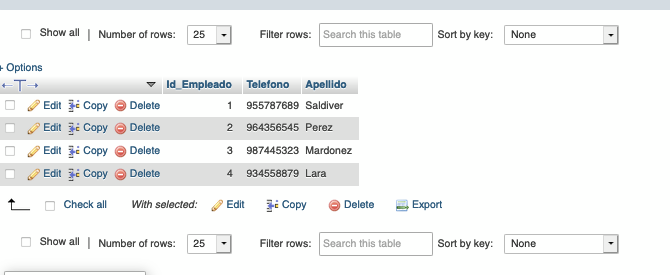 Show all | Number of rows: 25 Filter rows: Search this table Sort by key: None
+ Options
←T→ Id_Empleado Telefono Apellido
Edit Copy Delete 1 955787689 Saldiver
Edit Copy Delete 2 964356545 Perez
Edit Copy Delete 3 987445323 Mardonez
Edit Copy Delete 4 934558879 Lara
Check all With selected: Edit Copy Delete Export
Show all | Number of rows: 25 Filter rows: Search this table Sort by key: None